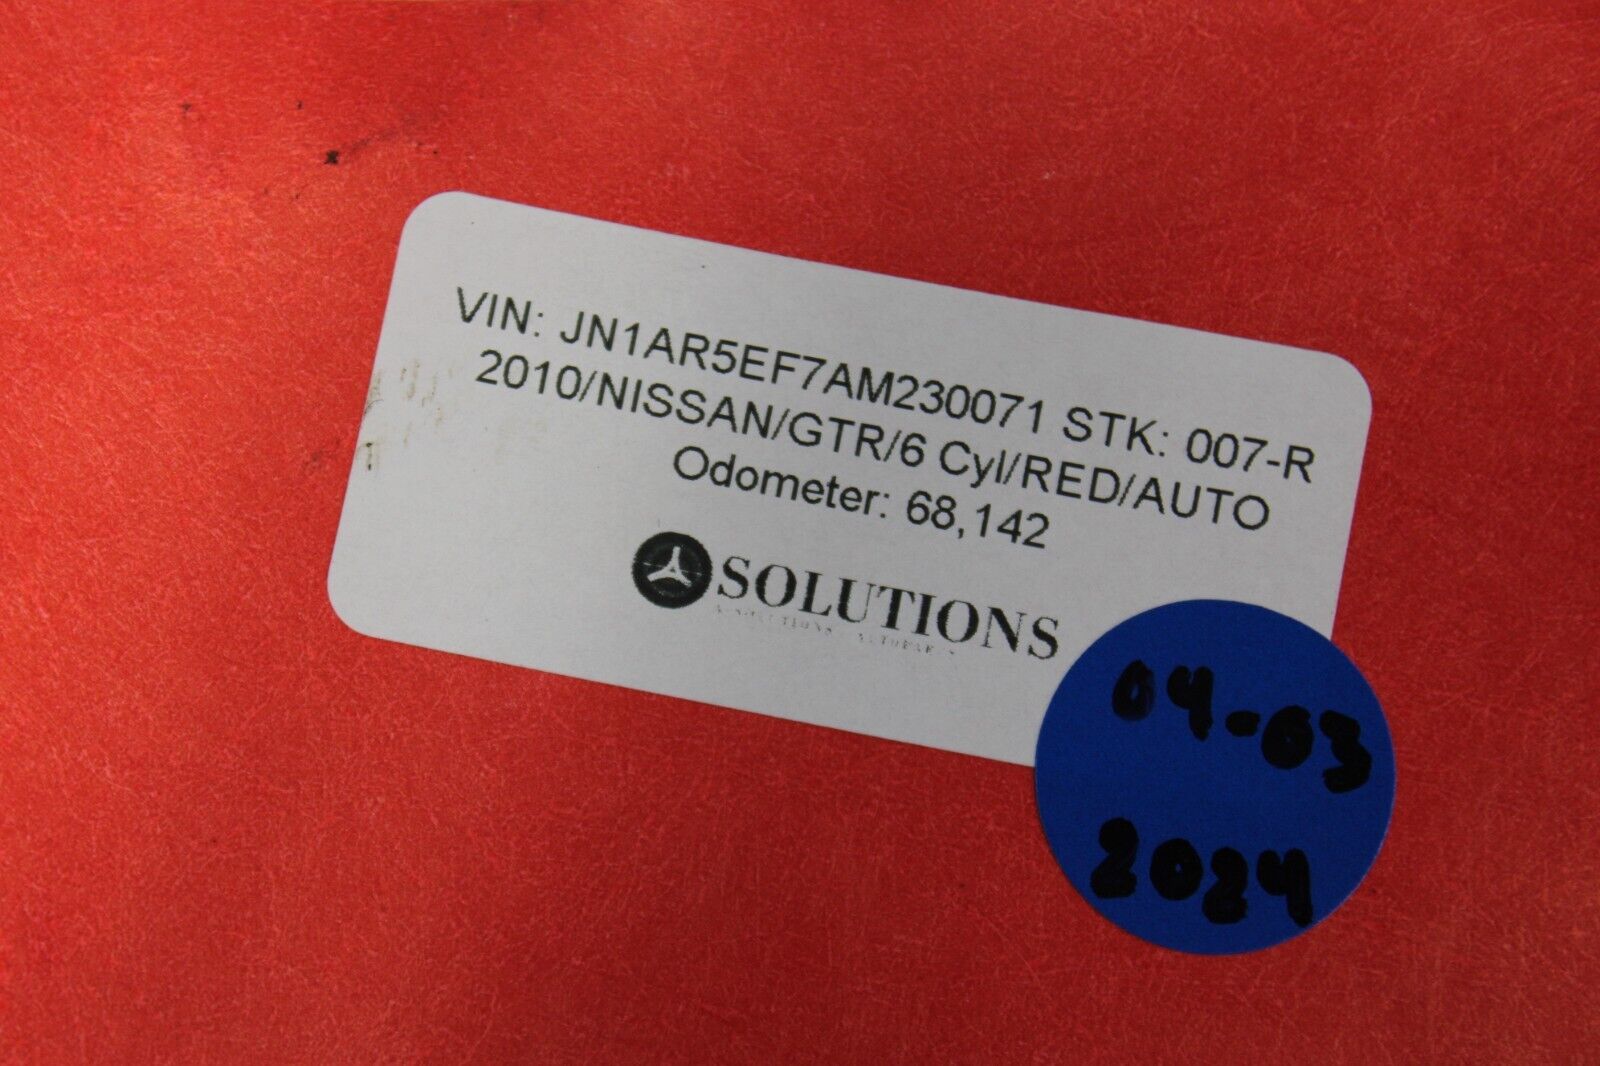 VIN: JN1AR5EF7AM230071 STK: 007-R
2010/NISSAN/GTR/6 Cyl/RED/AUTO
Odometer: 68,142
SOLUTIONS
04-03
2024